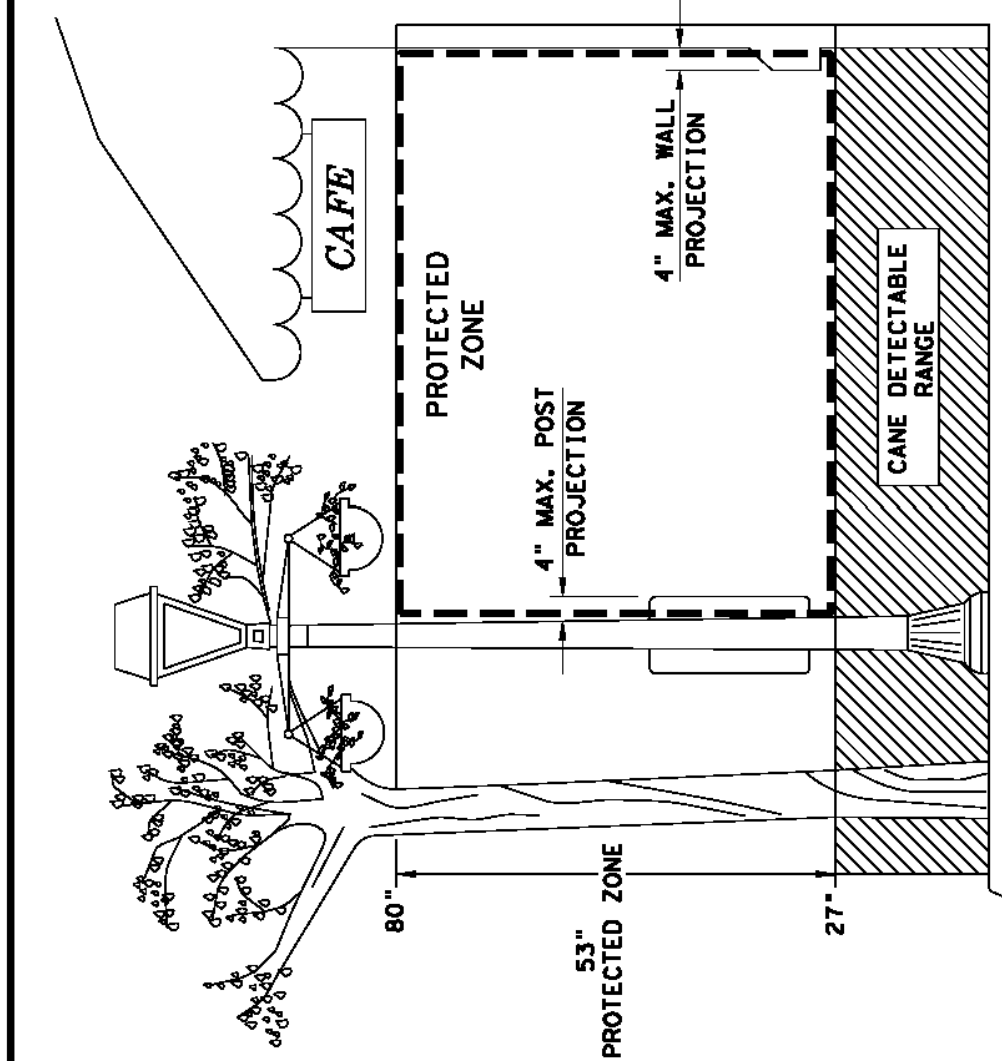 CAFE
80"
PROTECTED
ZONE
4" MAX. WALL
PROJECTION
4" MAX. POST
PROJECTION
53"
PROTECTED ZONE
27"
CANE DETECTABLE
RANGE